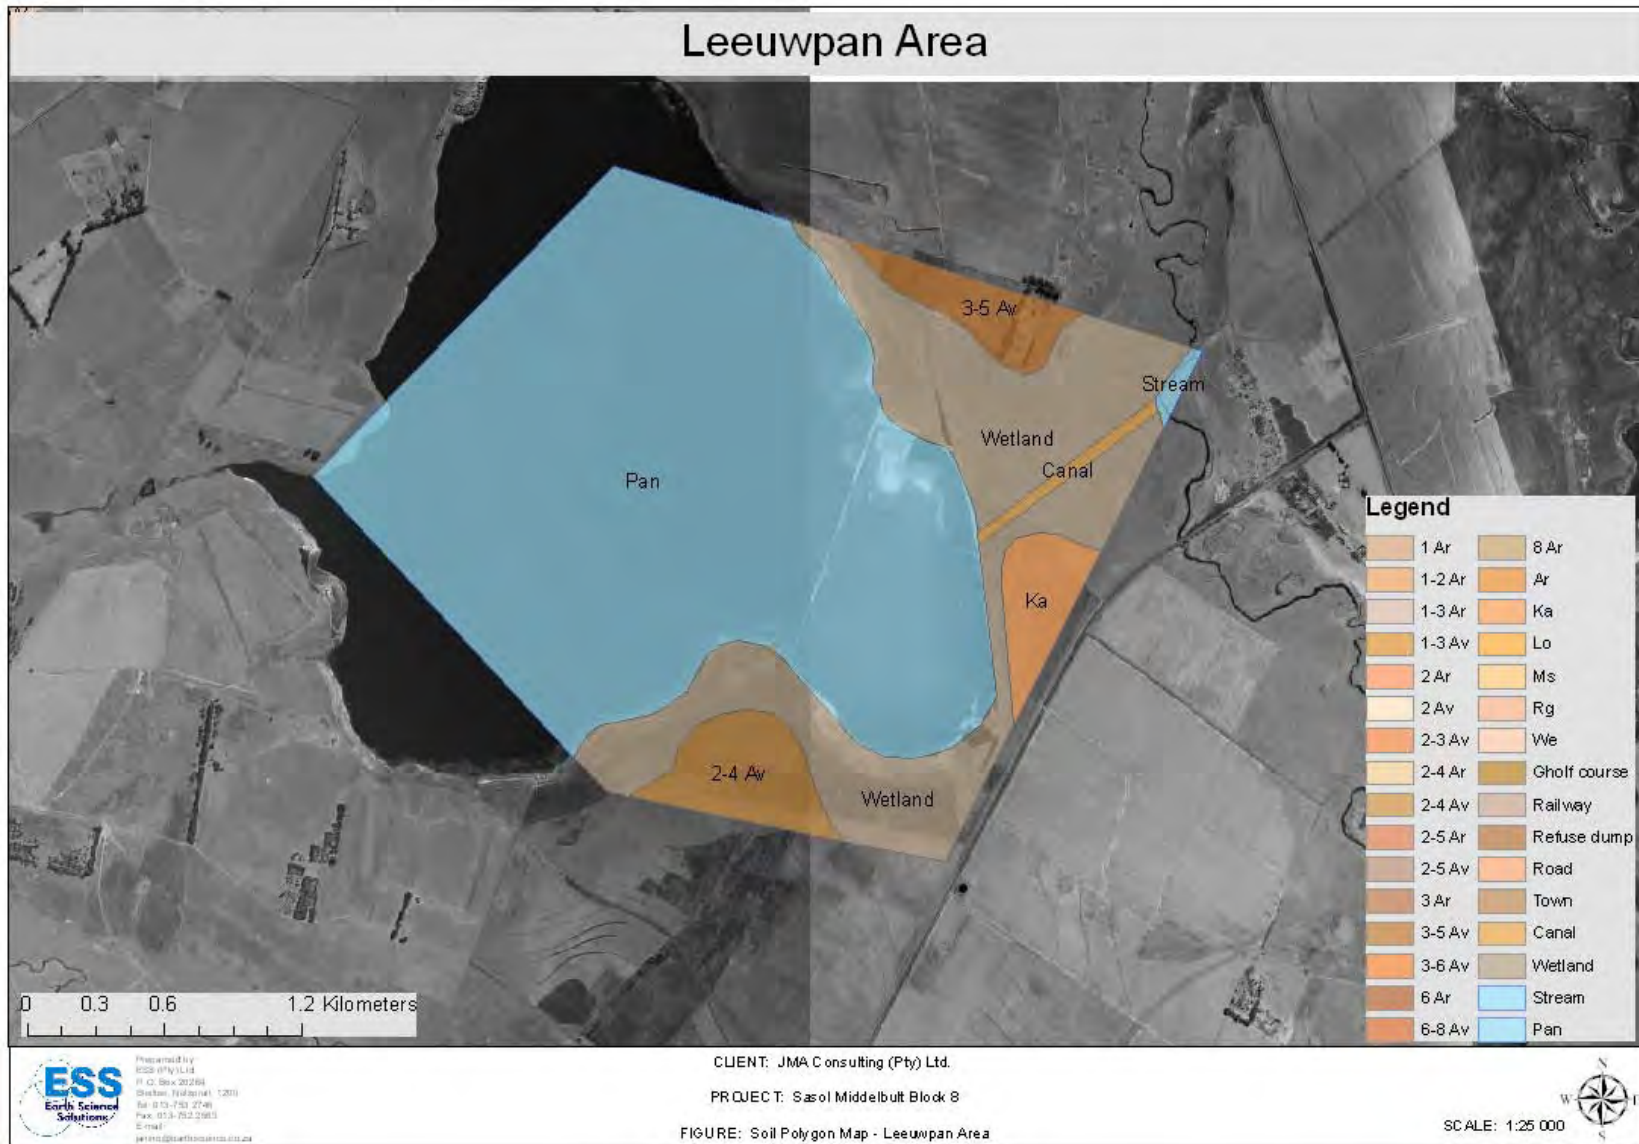 Leeuwpan Area
3-5 Av
Stream
Wetland
Canal
Pan
Ka
2-4 Av
Wetland
Legend
1 Ar 8 Ar
1-2 Ar Ar
1-3 Ar Ka
1-3 Av Lo
2 Ar Ms
2 Av Rg
2-3 Av We
2-4 Ar Gholf course
2-4 Av Railway
2-5 Ar Refuse dump
2-5 Av Road
3 Ar Town
3-5 Av Canal
3-6 Av Wetland
6 Ar Stream
6-8 Av Pan
0 0.3 0.6 1.2 Kilometers
ESS
Earth Science
Solutions
ESS (Pty) Ltd
E-mail
CLIENT: JMA Consulting (Pty) Ltd.
PROJECT: Sasol Middelbult Block 8
FIGURE: Soil Polygon Map - Leeuwpan Area
N
W
S
SCALE: 1:25 000